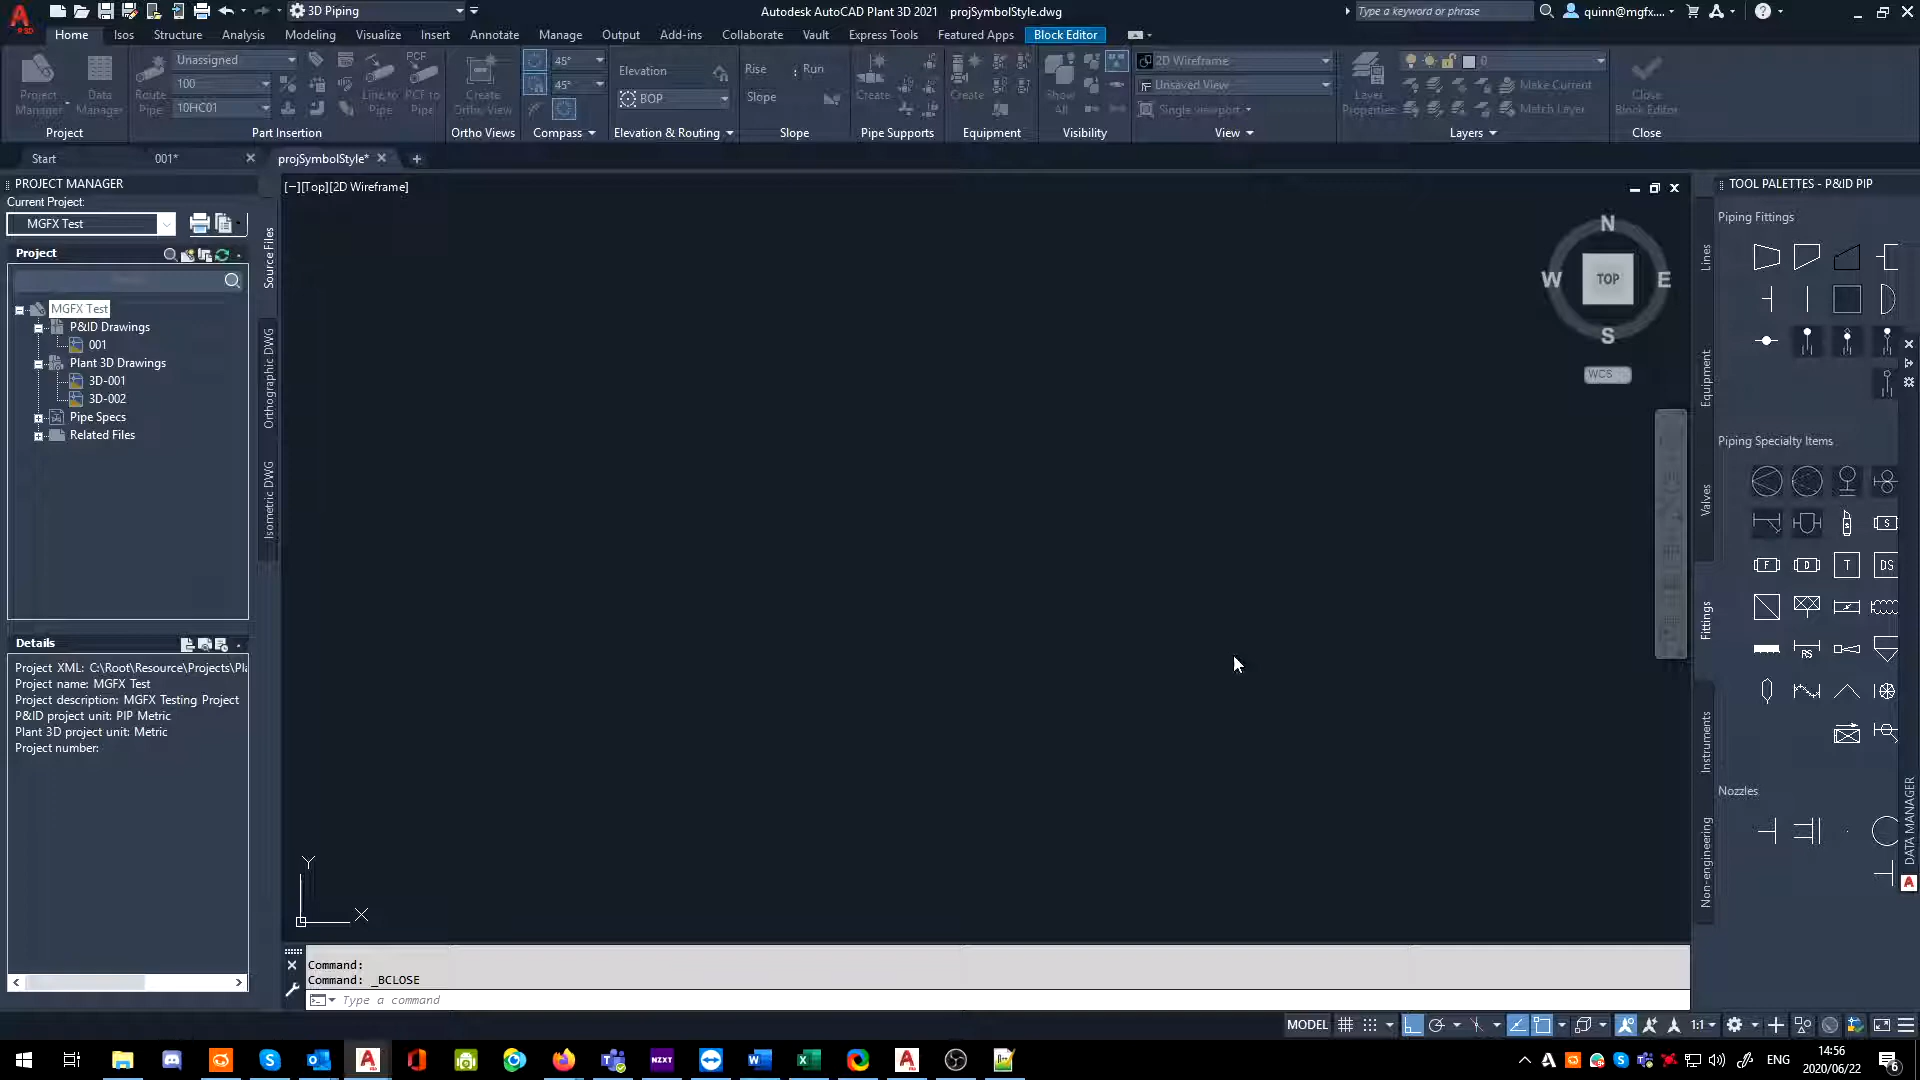 3D Piping
Autodesk AutoCAD Plant 3D 2021 projSymbolStyle.dwg
Type a keyword or phrase
quinn@mgfx....
Home Isos Structure Analysis Modeling Visualize Insert Annotate Manage Output Add-ins Collaborate Vault Express Tools Featured Apps Block Editor
Project Manager
Data Manager
Route Pipe
Unassigned
100
10HC01
Line to Pipe
PCF to Pipe
PCF
Create Ortho View
45°
45°
Elevation
BOP
Rise Run
Slope
Create
Create
Show All
2D Wireframe
Unsaved View
Single viewport
Layer Properties
0
Make Current
Match Layer
Close Block Editor
Project Part Insertion Ortho Views Compass Elevation & Routing Slope Pipe Supports Equipment Visibility View Layers Close
Start 001* projSymbolStyle*
PROJECT MANAGER
Current Project:
MGFX Test
Project
MGFX Test
P&ID Drawings
001
Plant 3D Drawings
3D-001
3D-002
Pipe Specs
Related Files
Source Files
Orthographic DWG
Isometric DWG
Details
Project XML: C:\Root\Resource\Projects\Pl
Project name: MGFX Test
Project description: MGFX Testing Project
P&ID project unit: PIP Metric
Plant 3D project unit: Metric
Project number:
[−][Top][2D Wireframe]
N
W TOP E
S
WCS
Y
X
Command:
Command: _BCLOSE
Type a command
TOOL PALETTES - P&ID PIP
Piping Fittings
Piping Specialty Items
S
F D T DS
RS
Nozzles
Lines
Equipment
Valves
Fittings
Instruments
Non-engineering
DATA MANAGER
MODEL 1:1
NZXT
ENG
14:56
2020/06/22
6